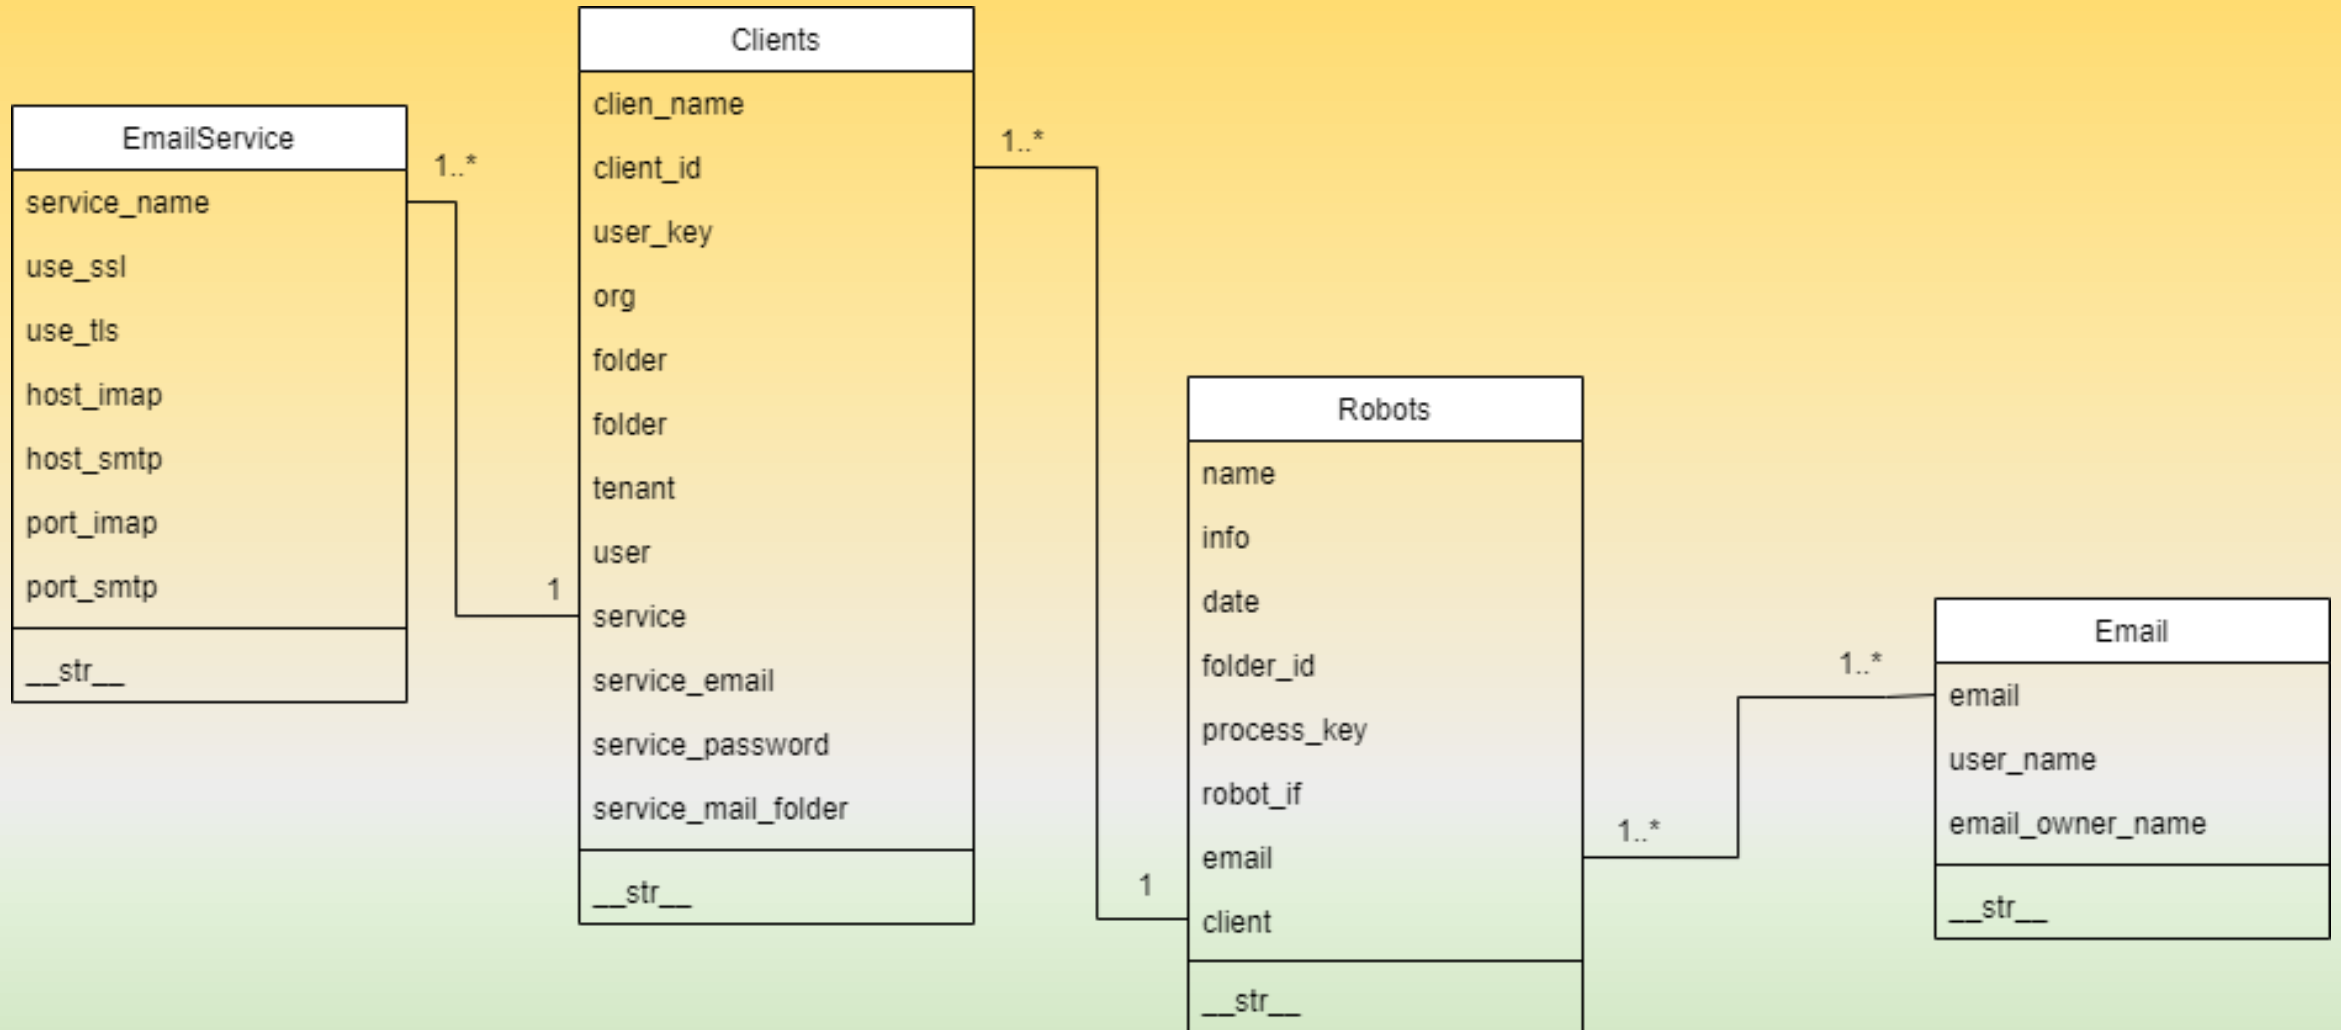 EmailService
service_name
use_ssl
use_tls
host_imap
host_smtp
port_imap
port_smtp
__str__
1..*
1
Clients
clien_name
client_id
user_key
org
folder
folder
tenant
user
service
service_email
service_password
service_mail_folder
__str__
1..*
1
Robots
name
info
date
folder_id
process_key
robot_if
email
client
__str__
1..*
1..*
Email
email
user_name
email_owner_name
__str__